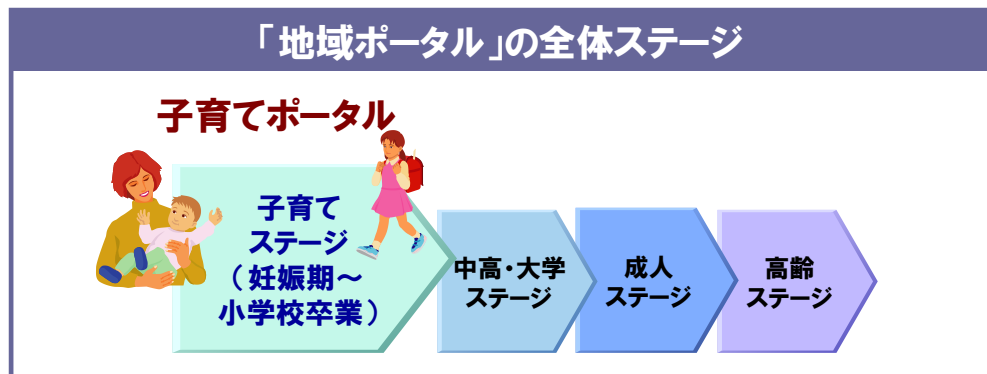 「地域ポータル」の全体ステージ
子育てポータル
子育て
ステージ
（妊娠期～
小学校卒業）
中高・大学
ステージ
成人
ステージ
高齢
ステージ